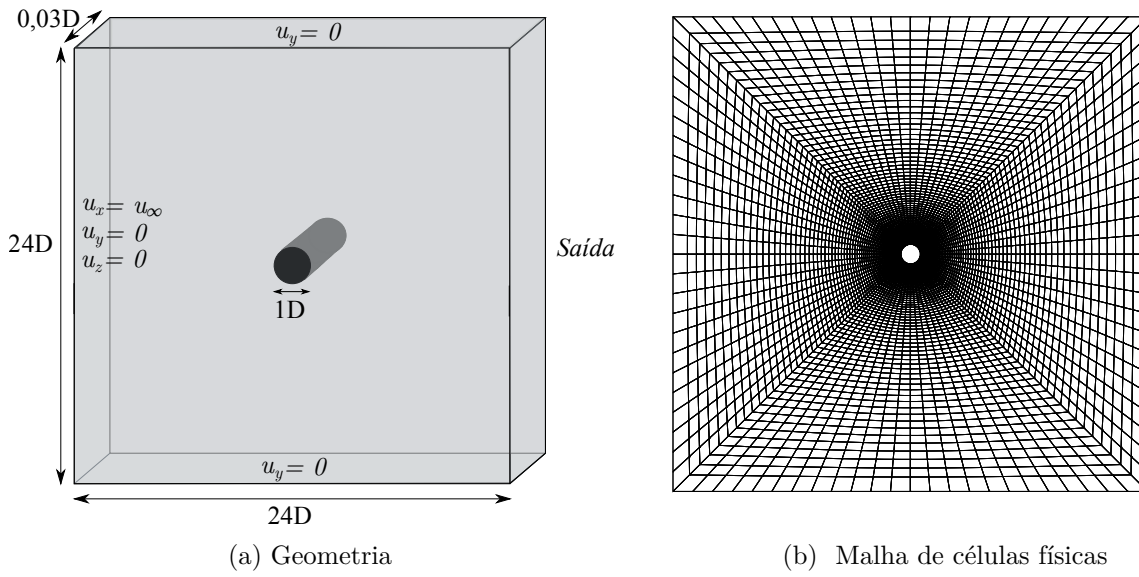 0,03D
u_y = 0
u_x = u_∞
u_y = 0
u_z = 0
24D
1D
Saída
u_y = 0
24D
(a) Geometria
(b) Malha de células físicas